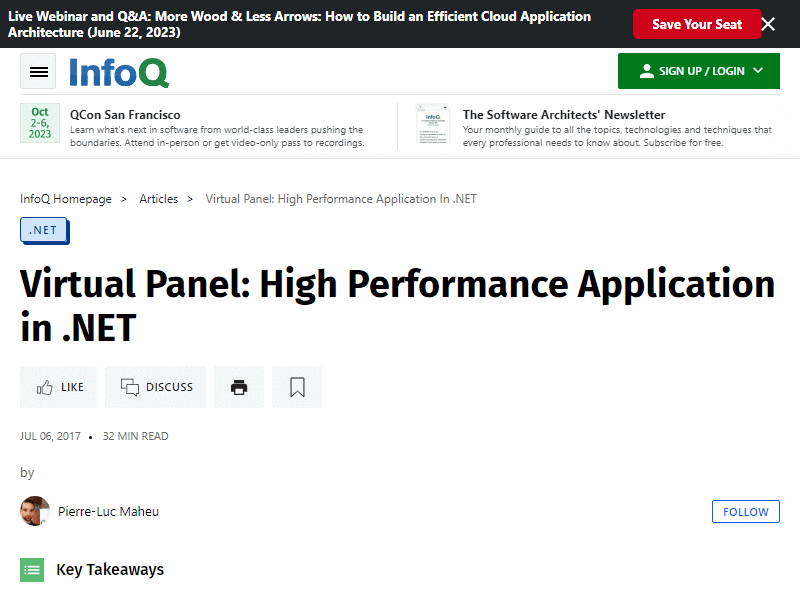 Live Webinar and Q&A: More Wood & Less Arrows: How to Build an Efficient Cloud Application
Architecture (June 22, 2023)
Save Your Seat
InfoQ
SIGN UP / LOGIN
Oct
2-6,
2023
QCon San Francisco
Learn what's next in software from world-class leaders pushing the
boundaries. Attend in-person or get video-only pass to recordings.
The Software Architects' Newsletter
Your monthly guide to all the topics, technologies and techniques that
every professional needs to know about. Subscribe for free.
InfoQ Homepage > Articles > Virtual Panel: High Performance Application In .NET
.NET
Virtual Panel: High Performance Application
in .NET
LIKE
DISCUSS
JUL 06, 2017 • 32 MIN READ
by
Pierre-Luc Maheu
FOLLOW
Key Takeaways